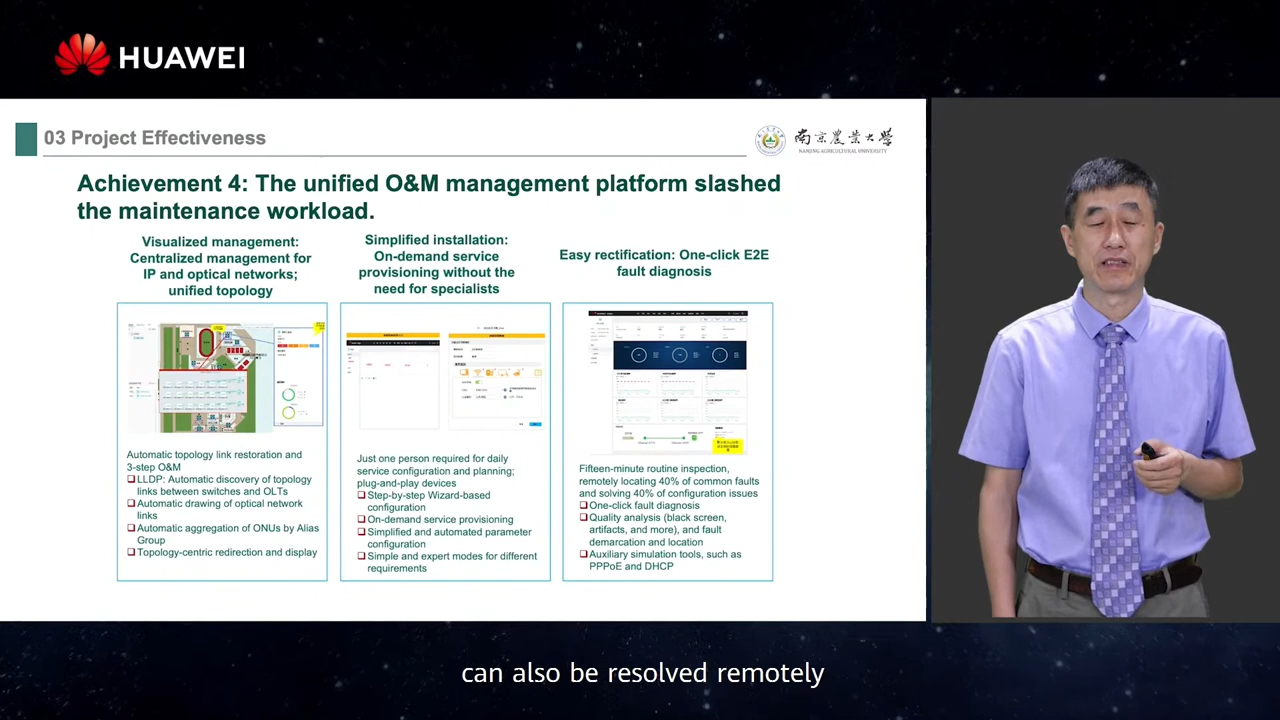 HUAWEI
03 Project Effectiveness
南京農業大學
NANJING AGRICULTURAL UNIVERSITY
Achievement 4: The unified O&M management platform slashed
the maintenance workload.
Visualized management:
Centralized management for
IP and optical networks;
unified topology
Automatic topology link restoration and
3-step O&M
LLDP: Automatic discovery of topology
links between switches and OLTs
Automatic drawing of optical network
links
Automatic aggregation of ONUs by Alias
Group
Topology-centric redirection and display
Simplified installation:
On-demand service
provisioning without the
need for specialists
Just one person required for daily
service configuration and planning;
plug-and-play devices
Step-by-step Wizard-based
configuration
On-demand service provisioning
Simplified and automated parameter
configuration
Simple and expert modes for different
requirements
Easy rectification: One-click E2E
fault diagnosis
Fifteen-minute routine inspection,
remotely locating 40% of common faults
and solving 40% of configuration issues
One-click fault diagnosis
Quality analysis (black screen,
artifacts, and more), and fault
demarcation and location
Auxiliary simulation tools, such as
PPPoE and DHCP
can also be resolved remotely